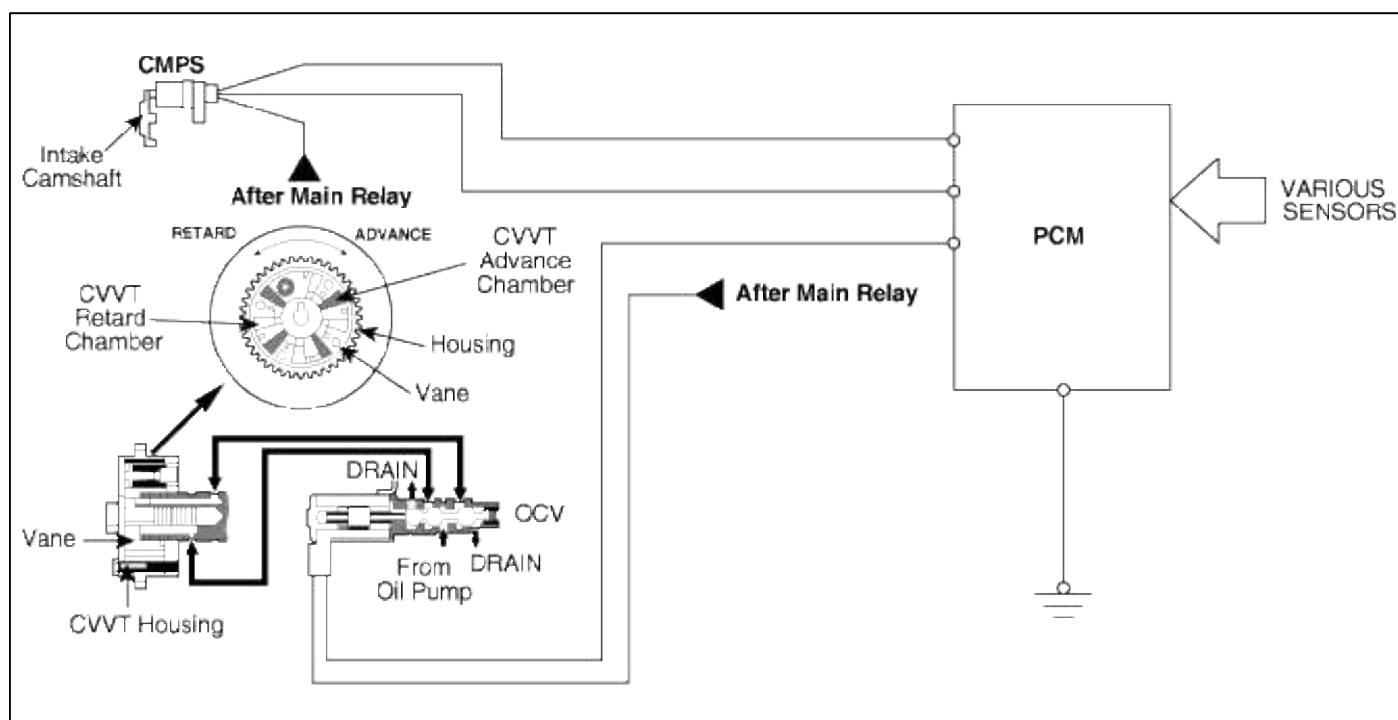 CMPS
Intake
Camshaft
After Main Relay
RETARD
ADVANCE
CVVT
Advance
Chamber
CVVT
Retard
Chamber
Housing
Vane
After Main Relay
PCM
VARIOUS
SENSORS
DRAIN
OCV
Vane
From
Oil Pump
DRAIN
CVVT Housing